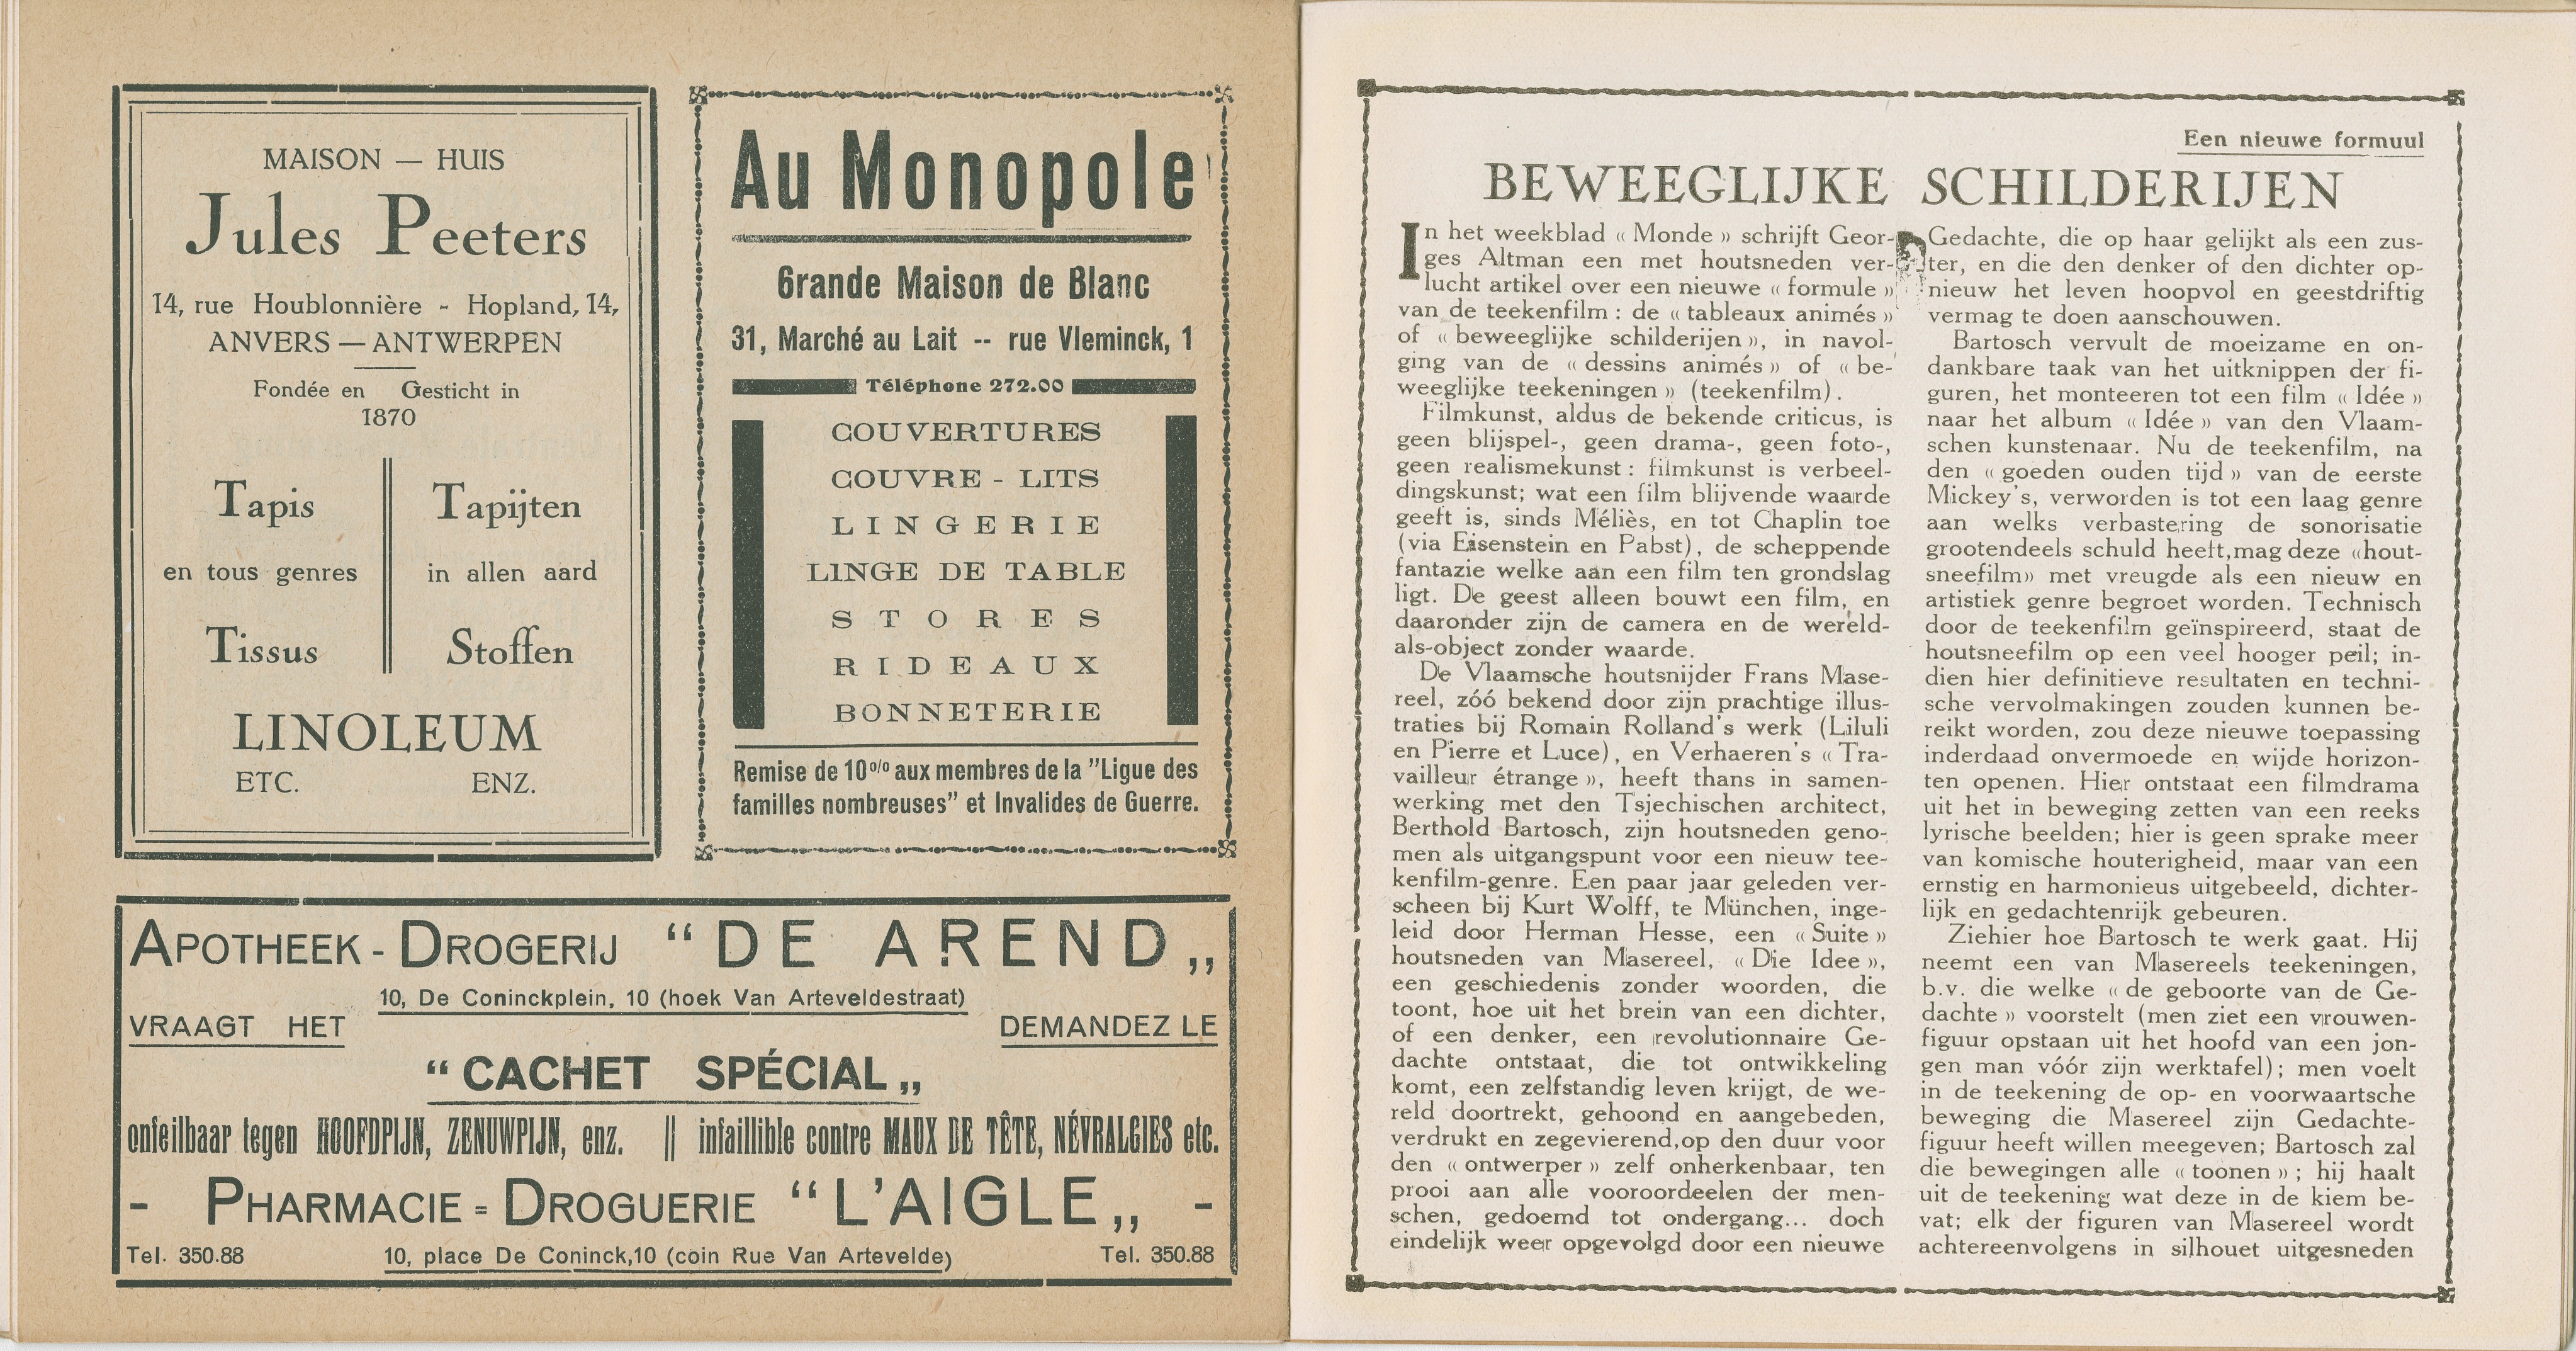 MAISON — HUIS
Jules Peeters
14, rue Houblonnière - Hopland, 14,
ANVERS — ANTWERPEN
Fondée en Gesticht in
1870
Tapis
en tous genres
Tissus
Tapijten
in allen aard
Stoffen
LINOLEUM
ETC. ENZ.
Au Monopole
Grande Maison de Blanc
31, Marché au Lait -- rue Vleminck, 1
Téléphone 272.00
COUVERTURES
COUVRE - LITS
LINGERIE
LINGE DE TABLE
STORES
RIDEAUX
BONNETERIE
Remise de 10% aux membres de la "Ligue des
familles nombreuses" et Invalides de Guerre.
APOTHEEK - DROGERIJ “ DE AREND „
10, De Coninckplein, 10 (hoek Van Arteveldestraat)
VRAAGT HET DEMANDEZ LE
“ CACHET SPÉCIAL „
onfeilbaar tegen HOOFDPIJN, ZENUWPIJN, enz. || infaillible contre MAUX DE TÊTE, NÉVRALGIES etc.
- PHARMACIE = DROGUERIE “ L'AIGLE „ -
Tel. 350.88 10, place De Coninck,10 (coin Rue Van Artevelde) Tel. 350.88
Een nieuwe formuul
BEWEEGLIJKE SCHILDERIJEN
In het weekblad « Monde » schrijft Geor-
ges Altman een met houtsneden ver-
lucht artikel over een nieuwe « formule »
van de teekenfilm : de « tableaux animés »
of « beweeglijke schilderijen », in navol-
ging van de « dessins animés » of « be-
weeglijke teekeningen » (teekenfilm).
Filmkunst, aldus de bekende criticus, is
geen blijspel-, geen drama-, geen foto-,
geen realismekunst : filmkunst is verbeel-
dingskunst; wat een film blijvende waarde
geeft is, sinds Méliès, en tot Chaplin toe
(via Eisenstein en Pabst), de scheppende
fantazie welke aan een film ten grondslag
ligt. De geest alleen bouwt een film, en
daaronder zijn de camera en de wereld-
als-object zonder waarde.
De Vlaamsche houtsnijder Frans Mase-
reel, zóó bekend door zijn prachtige illus-
traties bij Romain Rolland's werk (Liluli
en Pierre et Luce), en Verhaeren's « Tra-
vailleur étrange », heeft thans in samen-
werking met den Tsjechischen architect,
Berthold Bartosch, zijn houtsneden geno-
men als uitgangspunt voor een nieuw tee-
kenfilm-genre. Een paar jaar geleden ver-
scheen bij Kurt Wolff, te München, inge-
leid door Herman Hesse, een « Suite »
houtsneden van Masereel, « Die Idee »,
een geschiedenis zonder woorden, die
toont, hoe uit het brein van een dichter,
of een denker, een revolutionnaire Ge-
dachte ontstaat, die tot ontwikkeling
komt, een zelfstandig leven krijgt, de we-
reld doortrekt, gehoond en aangebeden,
verdrukt en zegevierend,op den duur voor
den « ontwerper » zelf onherkenbaar, ten
prooi aan alle vooroordeelen der men-
schen, gedoemd tot ondergang... doch
eindelijk weer opgevolgd door een nieuwe
Gedachte, die op haar gelijkt als een zus-
ter, en die den denker of den dichter op-
nieuw het leven hoopvol en geestdriftig
vermag te doen aanschouwen.
Bartosch vervult de moeizame en on-
dankbare taak van het uitknippen der fi-
guren, het monteeren tot een film « Idée »
naar het album « Idée » van den Vlaam-
schen kunstenaar. Nu de teekenfilm, na
den « goeden ouden tijd » van de eerste
Mickey's, verworden is tot een laag genre
aan welks verbastering de sonorisatie
grootendeels schuld heeft,mag deze «hout-
sneefilm» met vreugde als een nieuw en
artistiek genre begroet worden. Technisch
door de teekenfilm geïnspireerd, staat de
houtsneefilm op een veel hooger peil; in-
dien hier definitieve resultaten en techni-
sche vervolmakingen zouden kunnen be-
reikt worden, zou deze nieuwe toepassing
inderdaad onvermoede en wijde horizon-
ten openen. Hier ontstaat een filmdrama
uit het in beweging zetten van een reeks
lyrische beelden; hier is geen sprake meer
van komische houterigheid, maar van een
ernstig en harmonieus uitgebeeld, dichter-
lijk en gedachtenrijk gebeuren.
Ziehier hoe Bartosch te werk gaat. Hij
neemt een van Masereels teekeningen,
b.v. die welke « de geboorte van de Ge-
dachte » voorstelt (men ziet een vrouwen-
figuur opstaan uit het hoofd van een jon-
gen man vóór zijn werktafel); men voelt
in de teekening de op- en voorwaartsche
beweging die Masereel zijn Gedachte-
figuur heeft willen meegeven; Bartosch zal
die bewegingen alle « toonen » ; hij haalt
uit de teekening wat deze in de kiem be-
vat; elk der figuren van Masereel wordt
achtereenvolgens in silhouet uitgesneden